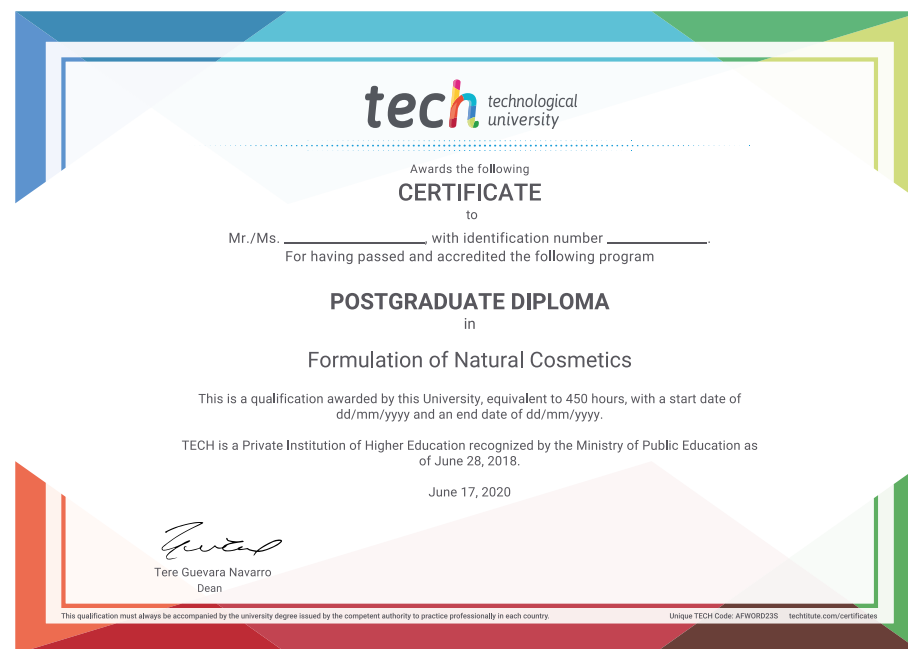 tech technological
university
Awards the following
CERTIFICATE
to
Mr./Ms. ____________________, with identification number ______________.
For having passed and accredited the following program
POSTGRADUATE DIPLOMA
in
Formulation of Natural Cosmetics
This is a qualification awarded by this University, equivalent to 450 hours, with a start date of
dd/mm/yyyy and an end date of dd/mm/yyyy.
TECH is a Private Institution of Higher Education recognized by the Ministry of Public Education as
of June 28, 2018.
June 17, 2020
Tere Guevara Navarro
Dean
This qualification must always be accompanied by the university degree issued by the competent authority to practice professionally in each country. Unique TECH Code: AFWORD23S techtitute.com/certificates